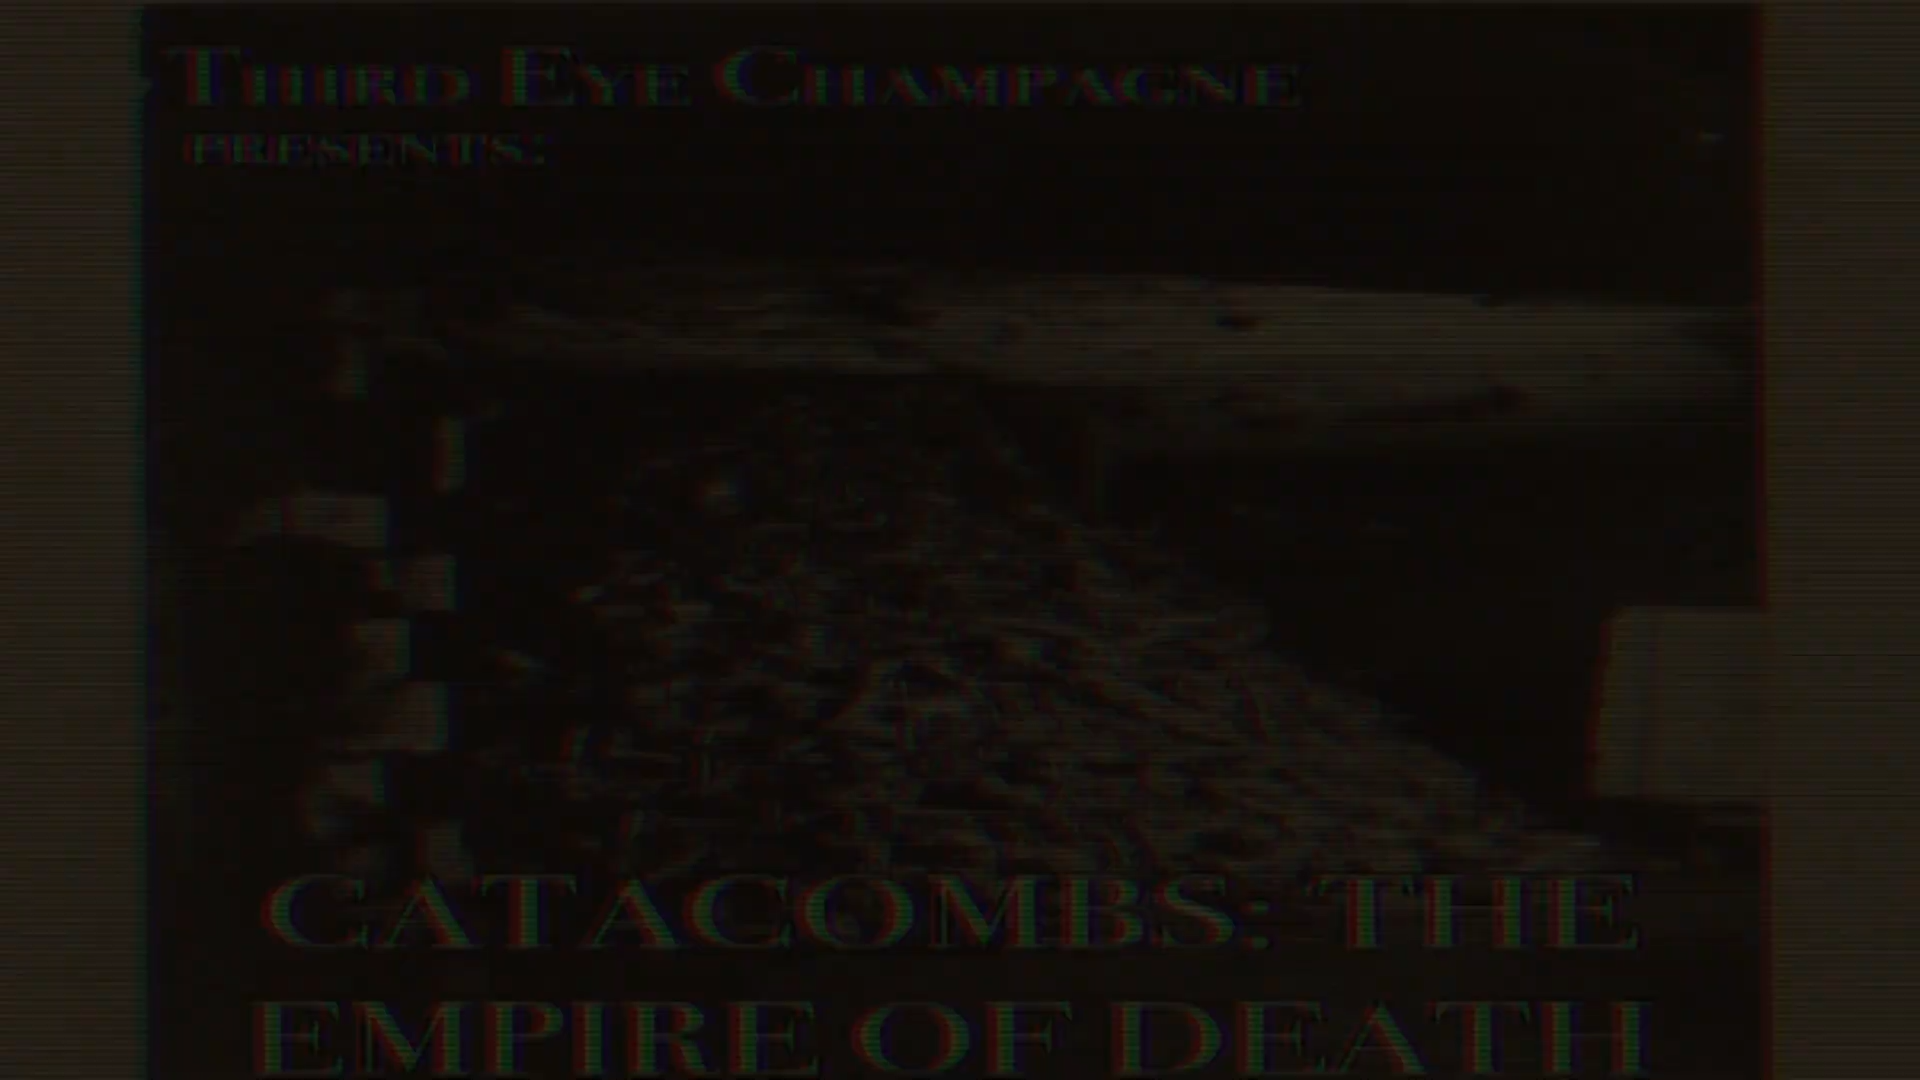 THIRD EYE CHAMPAGNE
PRESENTS:
CATACOMBS: THE
EMPIRE OF DEATH